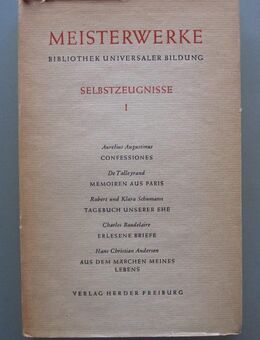 MEISTERWERKE
BIBLIOTHEK UNIVERSALER BILDUNG
SELBSTZEUGNISSE
I
Aurelius Augustinus
CONFESSIONES
De Talleyrand
MEMOIREN AUS PARIS
Robert und Klara Schumann
TAGEBUCH UNSERER EHE
Charles Baudelaire
ERLESENE BRIEFE
Hans Christian Andersen
AUS DEM MÄRCHEN MEINES
LEBENS
VERLAG HERDER FREIBURG